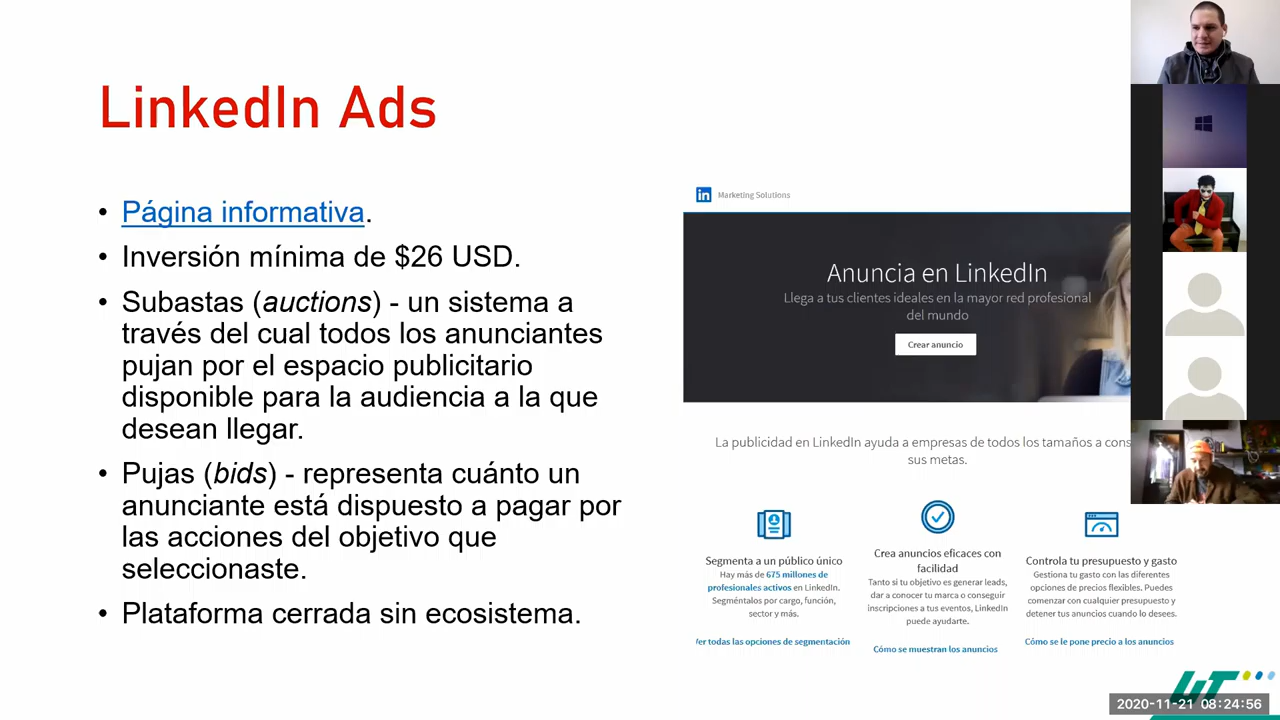 LinkedIn Ads
• Página informativa.
• Inversión mínima de $26 USD.
• Subastas (auctions) - un sistema a
través del cual todos los anunciantes
pujan por el espacio publicitario
disponible para la audiencia a la que
desean llegar.
• Pujas (bids) - representa cuánto un
anunciante está dispuesto a pagar por
las acciones del objetivo que
seleccionaste.
• Plataforma cerrada sin ecosistema.
in Marketing Solutions
Anuncia en LinkedIn
Llega a tus clientes ideales en la mayor red profesional
del mundo
Crear anuncio
La publicidad en LinkedIn ayuda a empresas de todos los tamaños a cons
sus metas.
Segmenta a un público único
Hay más de 675 millones de
profesionales activos en LinkedIn.
Segméntalos por cargo, función,
sector y más.
Ver todas las opciones de segmentación
Crea anuncios eficaces con
facilidad
Tanto si tu objetivo es generar leads,
dar a conocer tu marca o conseguir
inscripciones a tus eventos, LinkedIn
puede ayudarte.
Cómo se muestran los anuncios
Controla tu presupuesto y gasto
Gestiona tu gasto con las diferentes
opciones de precios flexibles. Puedes
comenzar con cualquier presupuesto y
detener tus anuncios cuando lo desees.
Cómo se le pone precio a los anuncios
UT
2020-11-21 08:24:56